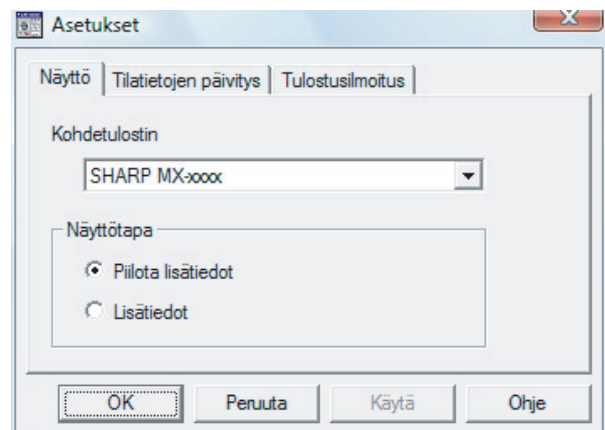 Asetukset
Näyttö Tilatietojen päivitys Tulostusilmoitus
Kohdetulostin
SHARP MX-xxxx
Näyttötapa
Piilota lisätiedot
Lisätiedot
OK Peruuta Käytä Ohje